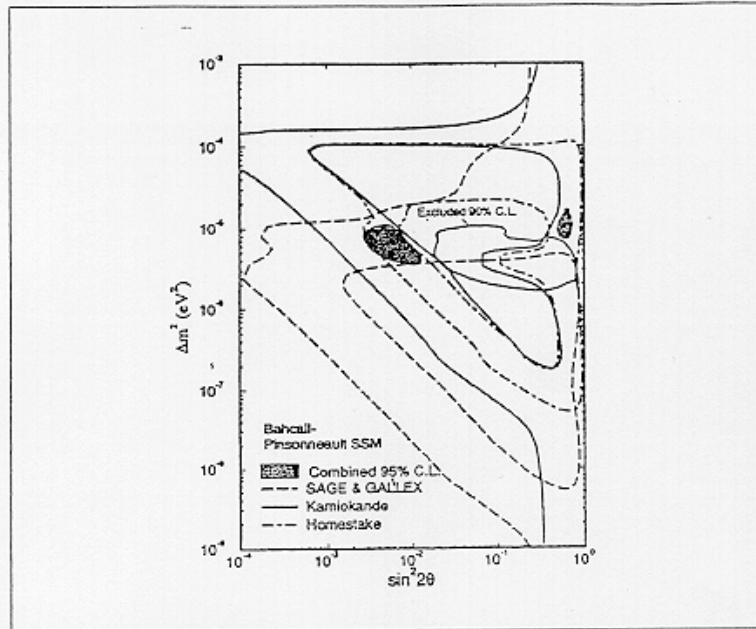 10⁻³
10⁻⁴
10⁻⁵
10⁻⁶
10⁻⁷
10⁻⁸
10⁻⁹
Δm² (eV²)
Excluded 90% C.L.
Bahcall-
Pinsonneault SSM
Combined 95% C.L.
SAGE & GALLEX
Kamiokande
Homestake
10⁻⁴ 10⁻³ 10⁻² 10⁻¹ 10⁰
sin²2θ